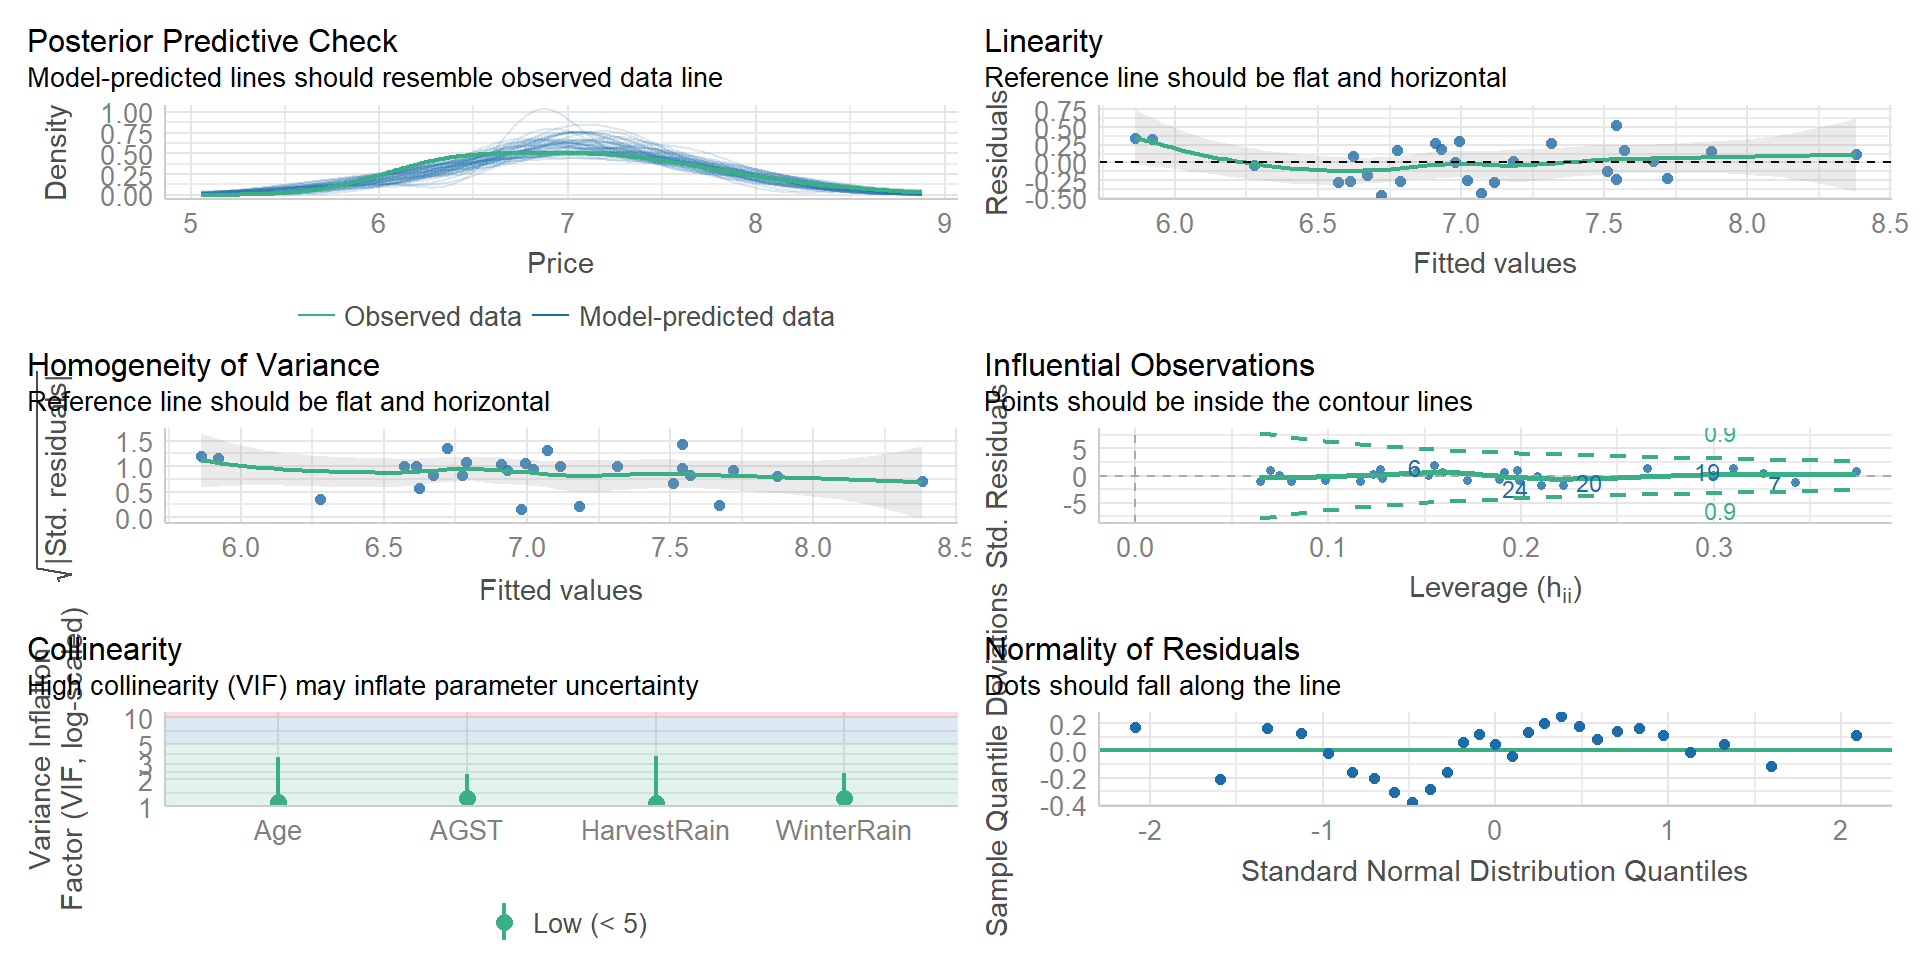 Posterior Predictive Check
Model-predicted lines should resemble observed data line
Density
1.00
0.75
0.50
0.25
0.00
5 6 7 8 9
Price
Observed data Model-predicted data
Linearity
Reference line should be flat and horizontal
Residuals
0.75
0.50
0.25
0.00
-0.25
-0.50
6.0 6.5 7.0 7.5 8.0 8.5
Fitted values
Homogeneity of Variance
Reference line should be flat and horizontal
√|Std. residuals|
1.5
1.0
0.5
0.0
6.0 6.5 7.0 7.5 8.0 8.5
Fitted values
Influential Observations
Points should be inside the contour lines
Std. Residuals
5
0
-5
0.9
6
19
20
7
24
0.9
0.0 0.1 0.2 0.3
Leverage (hii)
Collinearity
High collinearity (VIF) may inflate parameter uncertainty
Variance Inflation
Factor (VIF, log-scaled)
10
5
3
2
1
Age AGST HarvestRain WinterRain
Low (< 5)
Normality of Residuals
Dots should fall along the line
Sample Quantile Deviations
0.2
0.0
-0.2
-0.4
-2 -1 0 1 2
Standard Normal Distribution Quantiles